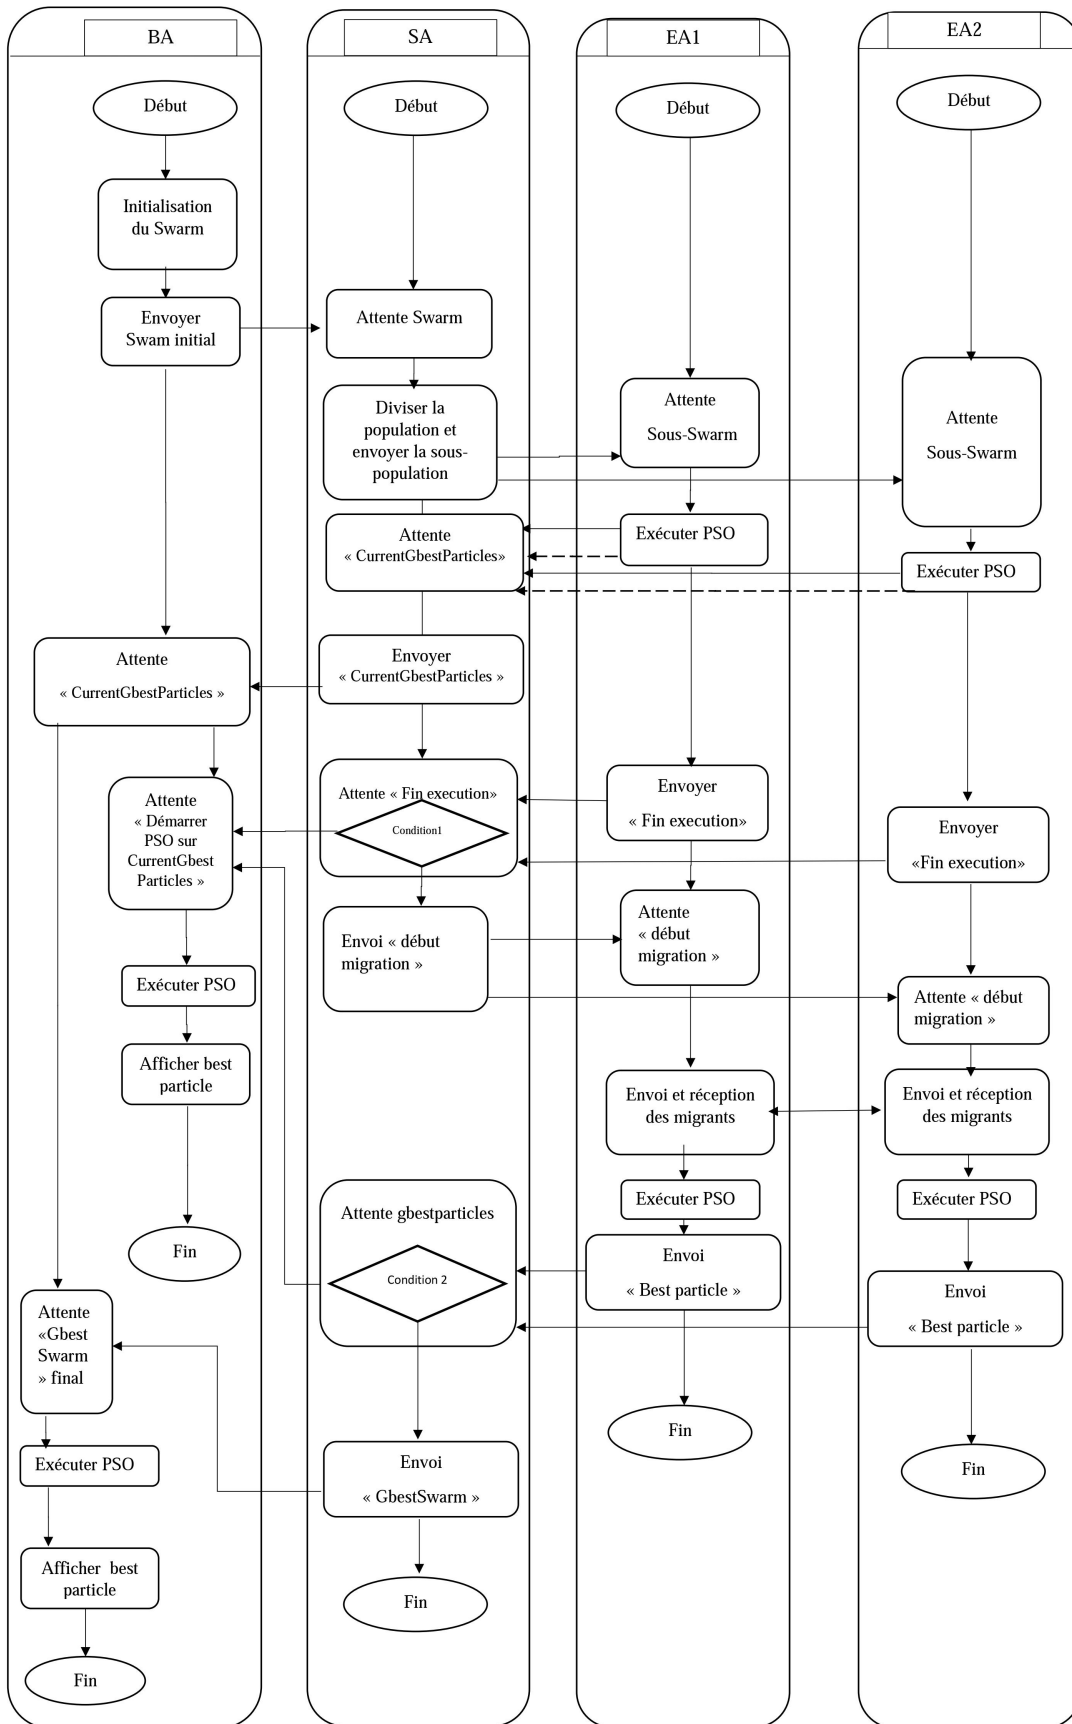 BA
Début
Initialisation
du Swarm
Envoyer
Swam initial
Attente
« CurrentGbestParticles »
Attente
« Démarrer
PSO sur
CurrentGbest
Particles »
Exécuter PSO
Afficher best
particle
Fin
Attente
«Gbest
Swarm
» final
Exécuter PSO
Afficher best
particle
Fin
SA
Début
Attente Swarm
Diviser la
population et
envoyer la sous-
population
Attente
« CurrentGbestParticles»
Envoyer
« CurrentGbestParticles »
Attente « Fin execution»
Condition1
Envoi « début
migration »
Attente gbestparticles
Condition 2
Envoi
« GbestSwarm »
Fin
EA1
Début
Attente
Sous-Swarm
Exécuter PSO
Envoyer
« Fin execution»
Attente
« début
migration »
Envoi et réception
des migrants
Exécuter PSO
Envoi
« Best particle »
Fin
EA2
Début
Attente
Sous-Swarm
Exécuter PSO
Envoyer
«Fin execution»
Attente « début
migration »
Envoi et réception
des migrants
Exécuter PSO
Envoi
« Best particle »
Fin